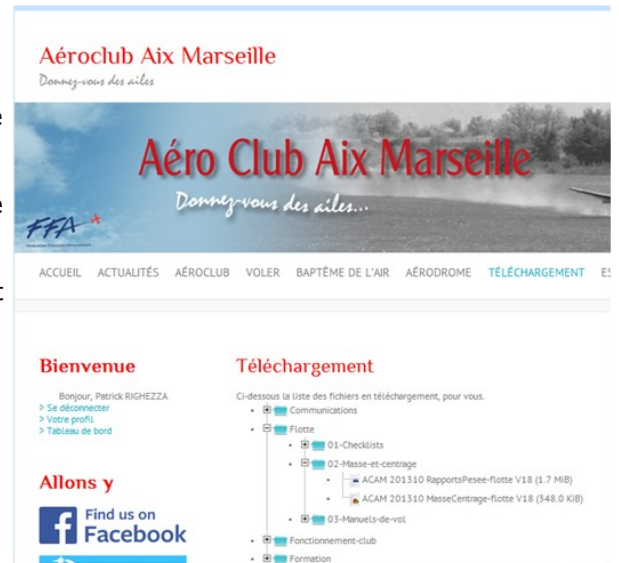 Aéroclub Aix Marseille
Donnez-vous des ailes
Aéro Club Aix Marseille
Donnez-vous des ailes...
FFA
ACCUEIL ACTUALITÉS AÉROCLUB VOLER BAPTÊME DE L'AIR AÉRODROME TÉLÉCHARGEMENT ES
Bienvenue
Bonjour, Patrick RIGHEZZA
> Se déconnecter
> Votre profil
> Tableau de bord
Allons y
Find us on
Facebook
Téléchargement
Ci-dessous la liste des fichiers en téléchargement, pour vous.
Communications
Flotte
01-Checklists
02-Masse-et-centrage
ACAM 201310 RapportsPesee-flotte V18 (1.7 MiB)
ACAM 201310 MasseCentrage-flotte V18 (348.0 KiB)
03-Manuels-de-vol
Fonctionnement-club
Formation